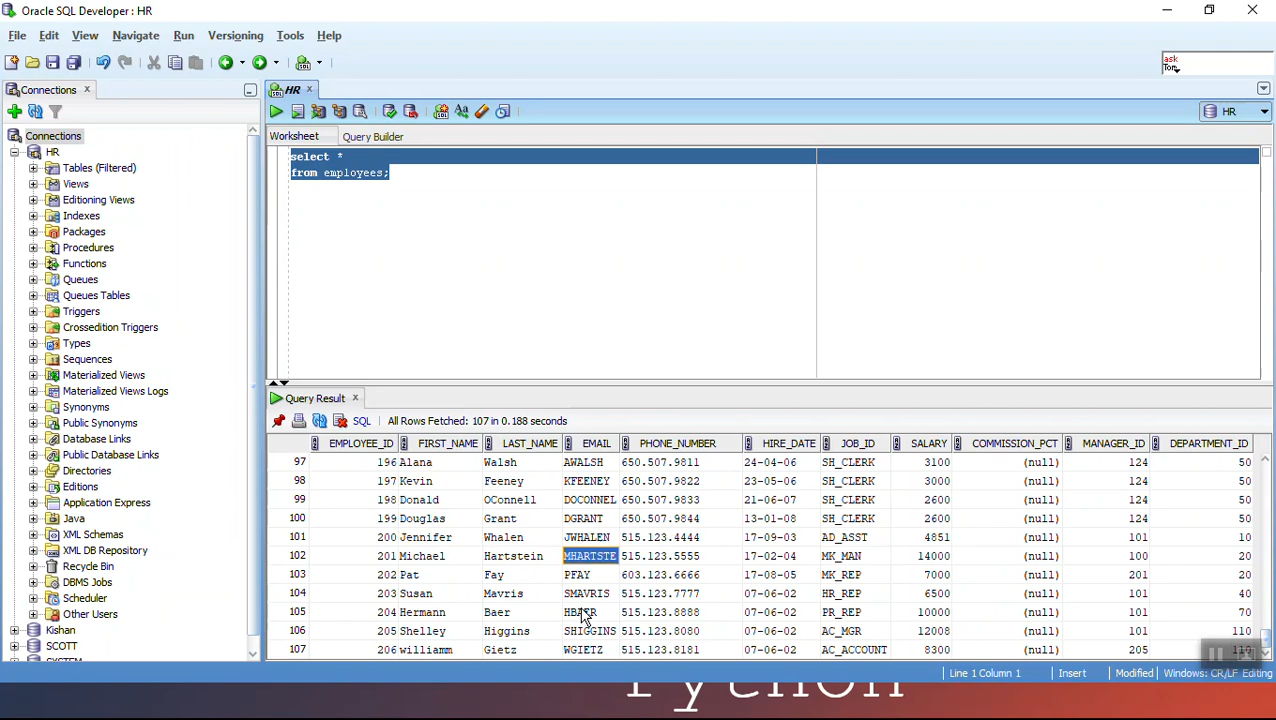 Oracle SQL Developer : HR
File Edit View Navigate Run Versioning Tools Help
ask
Connections
HR
HR
Worksheet Query Builder
Connections
HR
Tables (Filtered)
Views
Editioning Views
Indexes
Packages
Procedures
Functions
Queues
Queues Tables
Triggers
Crossedition Triggers
Types
Sequences
Materialized Views
Materialized Views Logs
Synonyms
Public Synonyms
Database Links
Public Database Links
Directories
Editions
Application Express
Java
XML Schemas
XML DB Repository
Recycle Bin
DBMS Jobs
Scheduler
Other Users
Kishan
SCOTT
select *
from employees;
Query Result
SQL All Rows Fetched: 107 in 0.188 seconds
EMPLOYEE_ID FIRST_NAME LAST_NAME EMAIL PHONE_NUMBER HIRE_DATE JOB_ID SALARY COMMISSION_PCT MANAGER_ID DEPARTMENT_ID
97 196 Alana Walsh AWALSH 650.507.9811 24-04-06 SH_CLERK 3100 (null) 124 50
98 197 Kevin Feeney KFEENEY 650.507.9822 23-05-06 SH_CLERK 3000 (null) 124 50
99 198 Donald OConnell DOCONNEL 650.507.9833 21-06-07 SH_CLERK 2600 (null) 124 50
100 199 Douglas Grant DGRANT 650.507.9844 13-01-08 SH_CLERK 2600 (null) 124 50
101 200 Jennifer Whalen JWHALEN 515.123.4444 17-09-03 AD_ASST 4851 (null) 101 10
102 201 Michael Hartstein MHARTSTE 515.123.5555 17-02-04 MK_MAN 14000 (null) 100 20
103 202 Pat Fay PFAY 603.123.6666 17-08-05 MK_REP 7000 (null) 201 20
104 203 Susan Mavris SMAVRIS 515.123.7777 07-06-02 HR_REP 6500 (null) 101 40
105 204 Hermann Baer HBAER 515.123.8888 07-06-02 PR_REP 10000 (null) 101 70
106 205 Shelley Higgins SHIGGINS 515.123.8080 07-06-02 AC_MGR 12008 (null) 101 110
107 206 williamm Gietz WGIETZ 515.123.8181 07-06-02 AC_ACCOUNT 8300 (null) 205 110
Line 1 Column 1 Insert Modified Windows: CR/LF Editing
Python